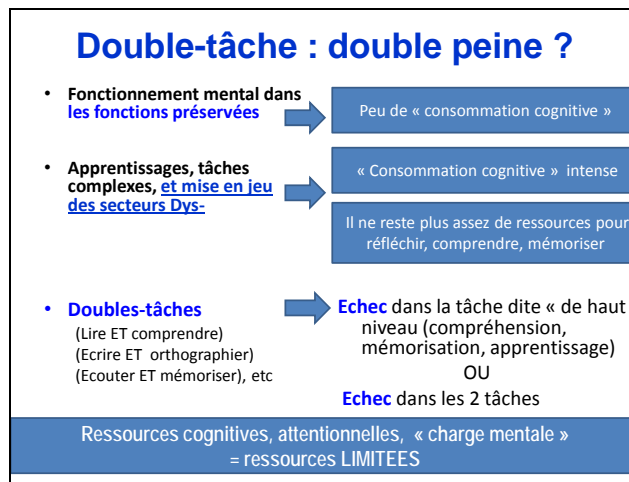 Double-tâche : double peine ?
• Fonctionnement mental dans
les fonctions préservées
Peu de « consommation cognitive »
• Apprentissages, tâches
complexes, et mise en jeu
des secteurs Dys-
« Consommation cognitive » intense
Il ne reste plus assez de ressources pour
réfléchir, comprendre, mémoriser
• Doubles-tâches
(Lire ET comprendre)
(Ecrire ET orthographier)
(Ecouter ET mémoriser), etc
Echec dans la tâche dite « de haut
niveau (compréhension,
mémorisation, apprentissage)
OU
Echec dans les 2 tâches
Ressources cognitives, attentionnelles, « charge mentale »
= ressources LIMITEES